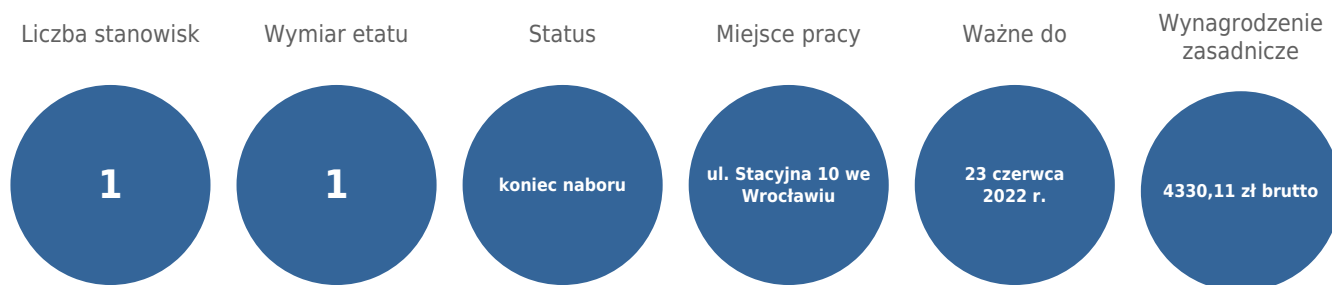 Liczba stanowisk
Wymiar etatu
Status
Miejsce pracy
Ważne do
Wynagrodzenie
zasadnicze
1
1
koniec naboru
ul. Stacyjna 10 we
Wrocławiu
23 czerwca
2022 r.
4330,11 zł brutto